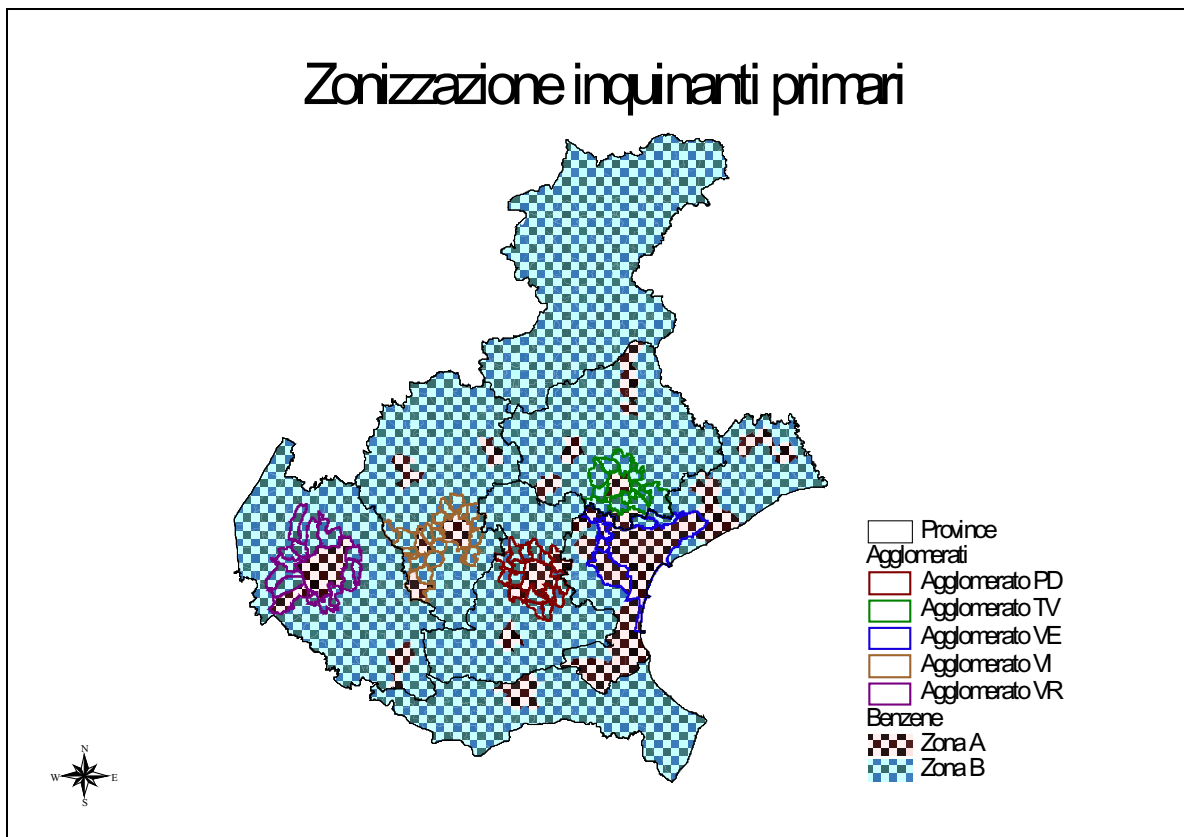 Zonizzazione inquinanti primari
Province
Agglomerati
Agglomerato PD
Agglomerato TV
Agglomerato VE
Agglomerato VI
Agglomerato VR
Benzene
Zona A
Zona B
N
W E
S